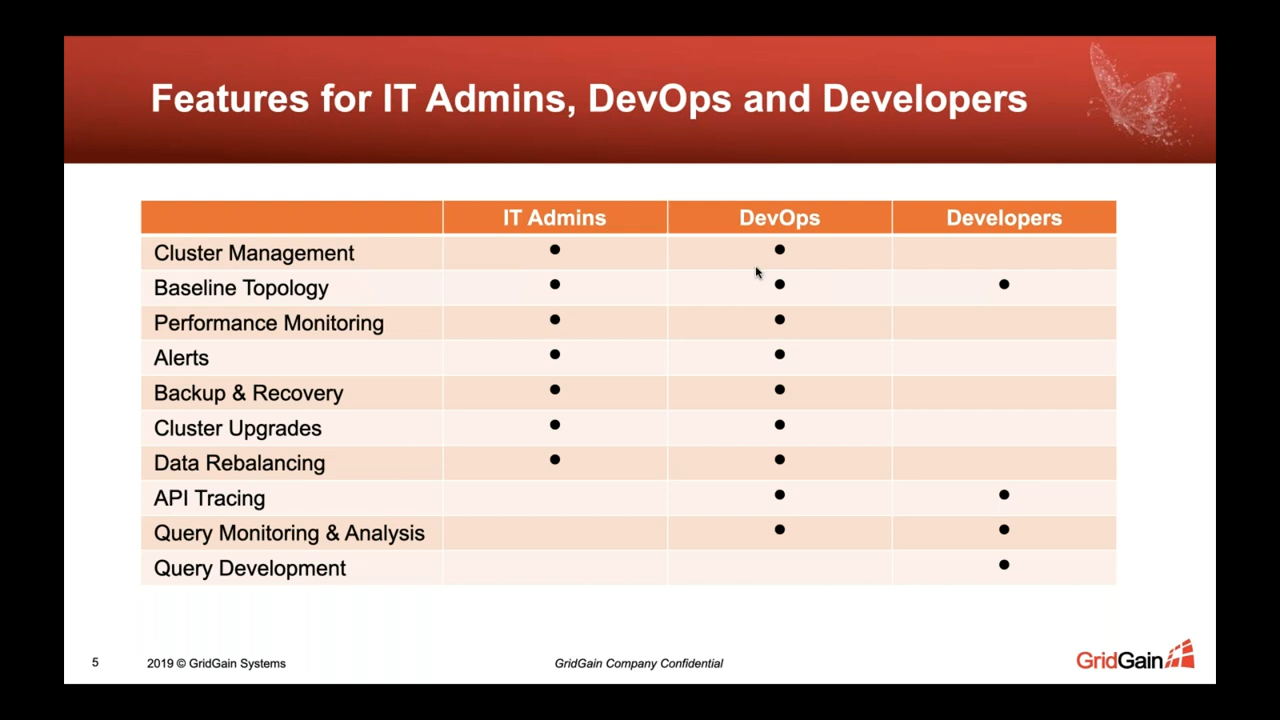 Features for IT Admins, DevOps and Developers
IT Admins DevOps Developers
Cluster Management • •
Baseline Topology • • •
Performance Monitoring • •
Alerts • •
Backup & Recovery • •
Cluster Upgrades • •
Data Rebalancing • •
API Tracing • •
Query Monitoring & Analysis • •
Query Development •
5 2019 © GridGain Systems GridGain Company Confidential GridGain